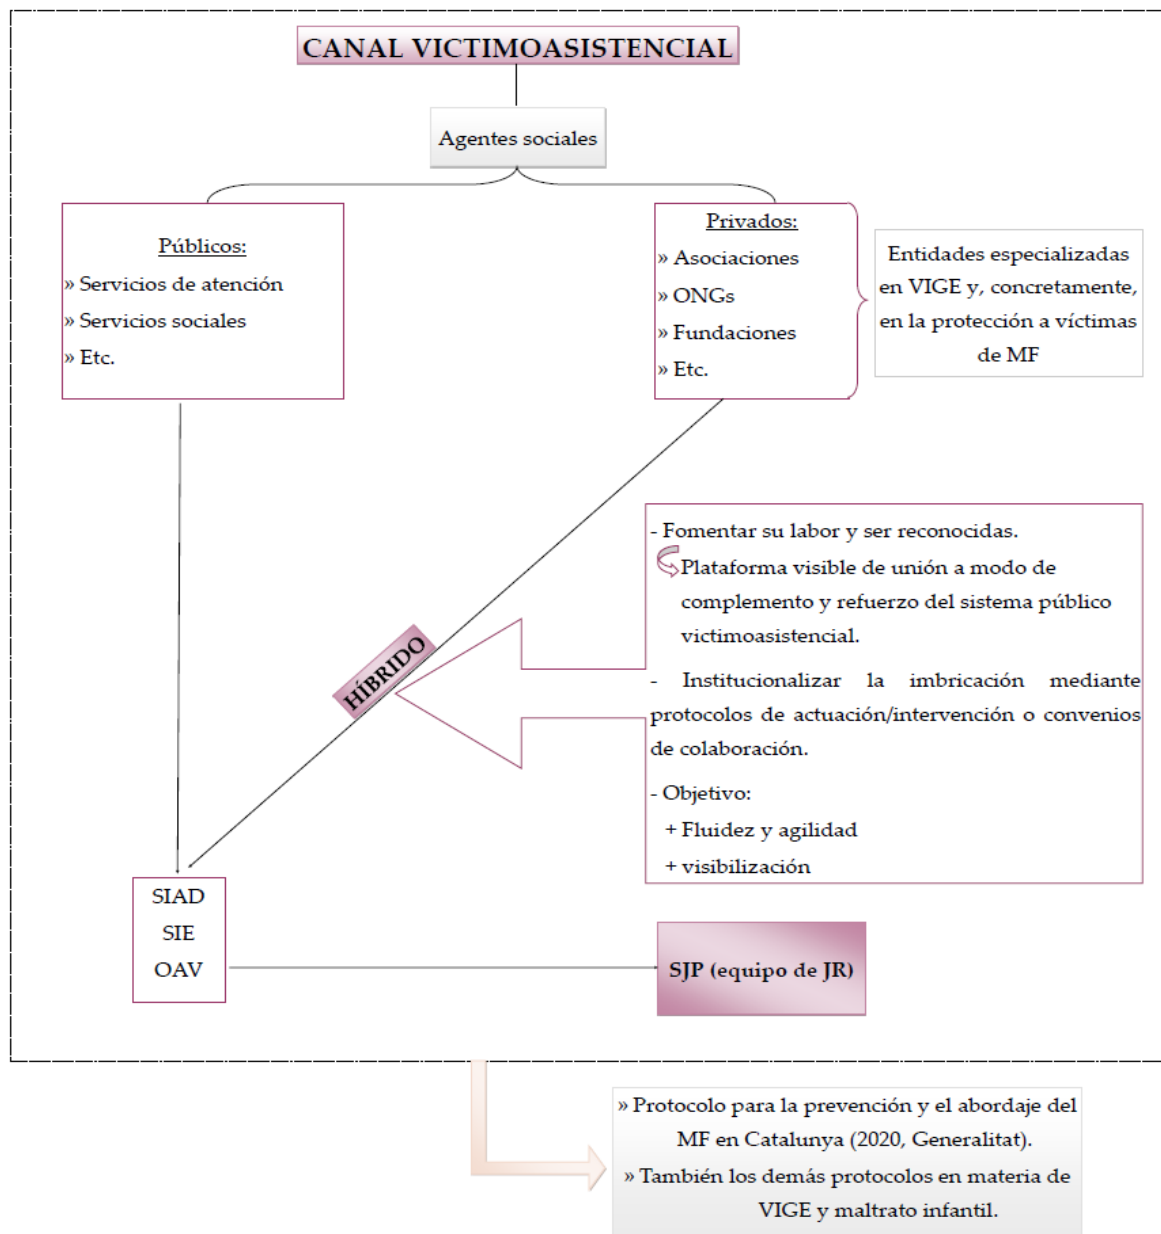 CANAL VICTIMOASISTENCIAL
Agentes sociales
Públicos:
» Servicios de atención
» Servicios sociales
» Etc.
Privados:
» Asociaciones
» ONGs
» Fundaciones
» Etc.
Entidades especializadas
en VIGE y, concretamente,
en la protección a víctimas
de MF
- Fomentar su labor y ser reconocidas.
Plataforma visible de unión a modo de
complemento y refuerzo del sistema público
victimoasistencial.
- Institucionalizar la imbricación mediante
protocolos de actuación/intervención o convenios
de colaboración.
- Objetivo:
+ Fluidez y agilidad
+ visibilización
HÍBRIDO
SIAD
SIE
OAV
SJP (equipo de JR)
» Protocolo para la prevención y el abordaje del
MF en Catalunya (2020, Generalitat).
» También los demás protocolos en materia de
VIGE y maltrato infantil.